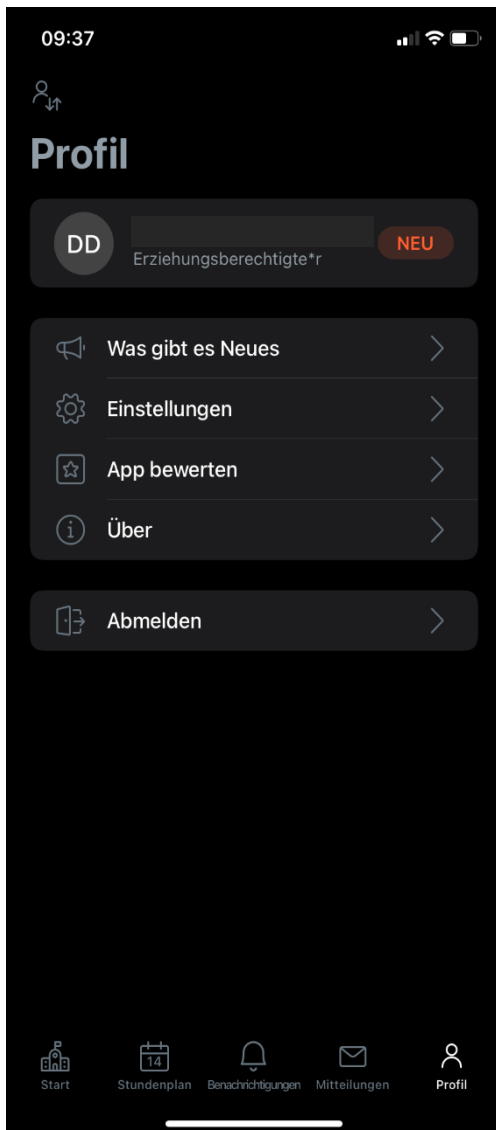 09:37
Profil
DD
NEU
Erziehungsberechtigte*r
Was gibt es Neues
Einstellungen
App bewerten
Über
Abmelden
14
Start Stundenplan Benachrichtigungen Mitteilungen Profil